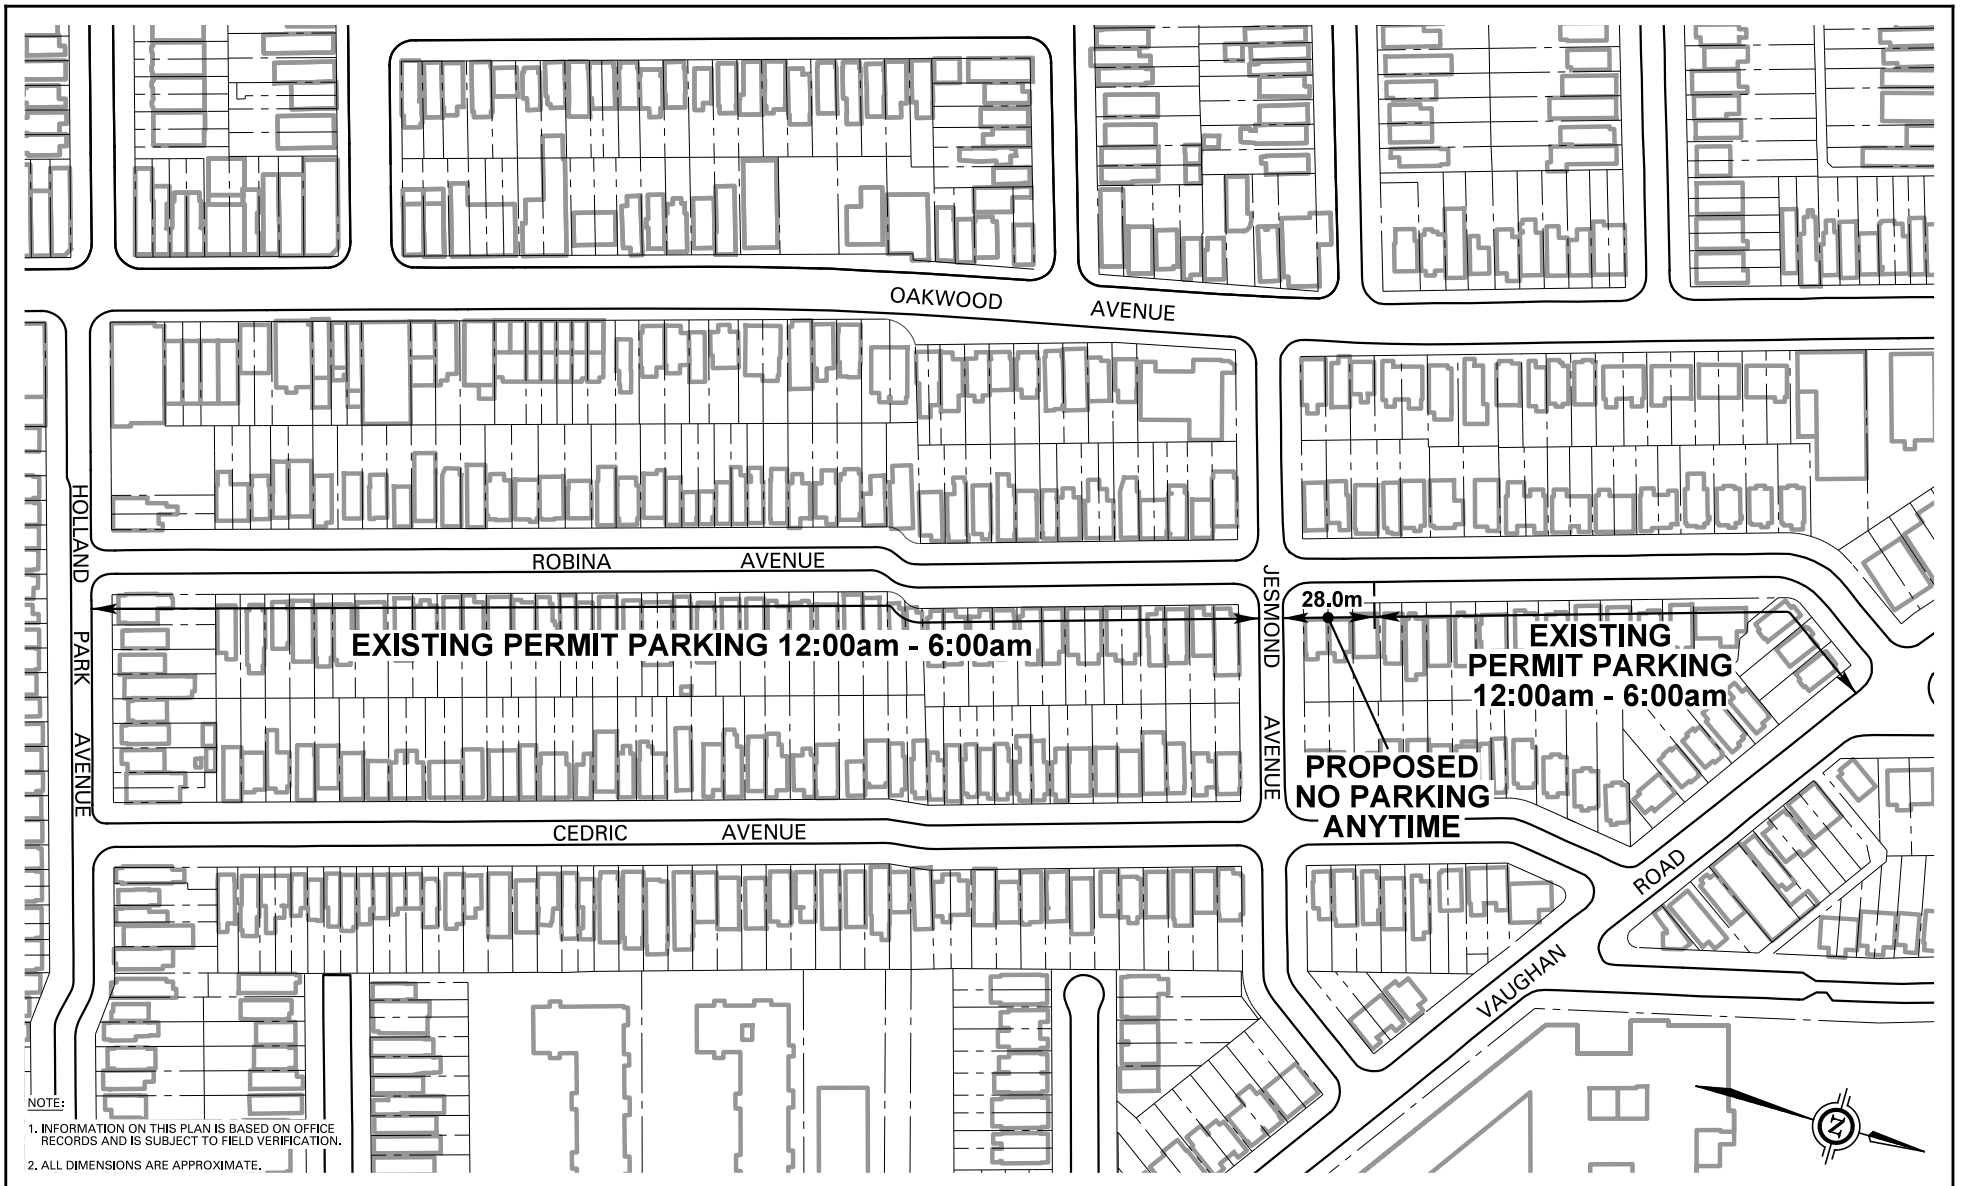 OAKWOOD AVENUE
HOLLAND PARK AVENUE
ROBINA AVENUE
JESMOND AVENUE
28.0m
EXISTING PERMIT PARKING 12:00am - 6:00am
EXISTING
PERMIT PARKING
12:00am - 6:00am
PROPOSED
NO PARKING
ANYTIME
CEDRIC AVENUE
VAUGHAN ROAD
NOTE:
1. INFORMATION ON THIS PLAN IS BASED ON OFFICE
RECORDS AND IS SUBJECT TO FIELD VERIFICATION.
2. ALL DIMENSIONS ARE APPROXIMATE.
N